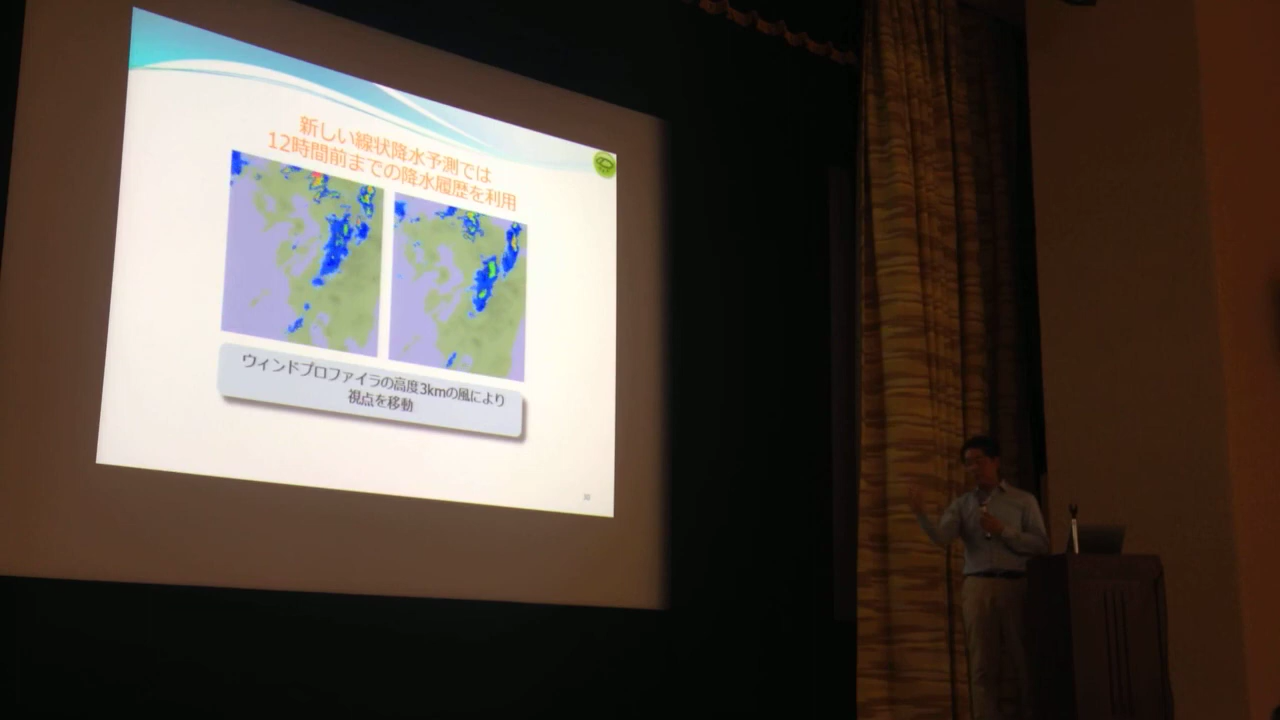 新しい線状降水予測では
12時間前までの降水履歴を利用
ウィンドプロファイラの高度3kmの風により
視点を移動
30